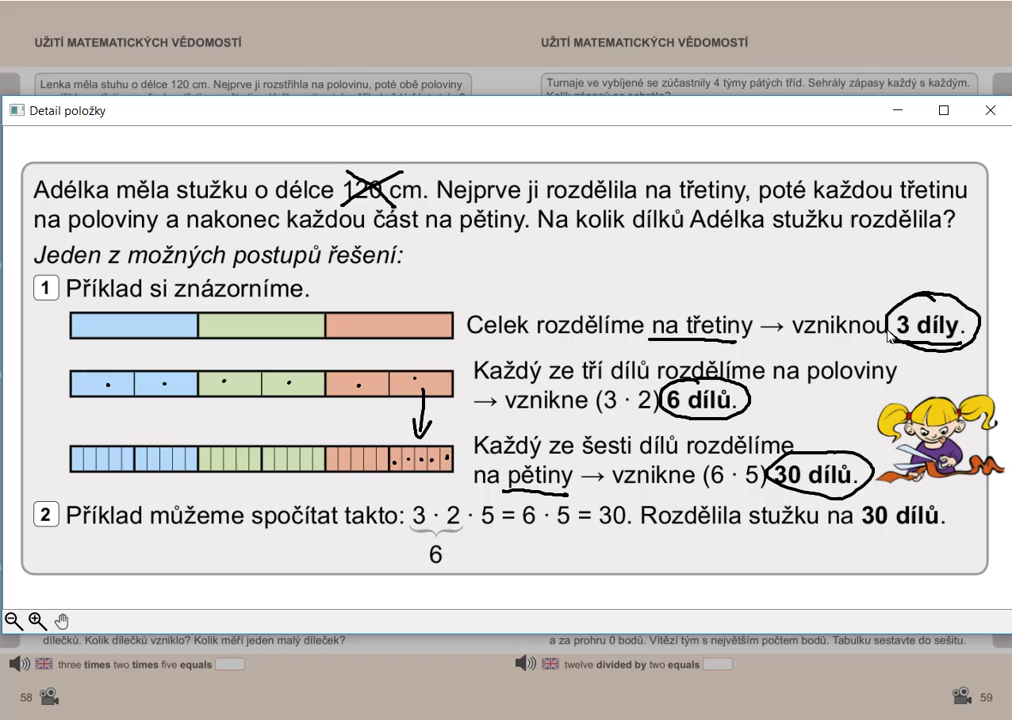 UŽITÍ MATEMATICKÝCH VĚDOMOSTÍ
UŽITÍ MATEMATICKÝCH VĚDOMOSTÍ
Lenka měla stuhu o délce 120 cm. Nejprve ji rozstřihla na polovinu, poté obě poloviny
Turnaje ve vybíjené se zúčastnili 4 týmy pátých tříd. Sehrály zápasy každý s každým.
Detail položky
Adélka měla stužku o délce 120 cm. Nejprve ji rozdělila na třetiny, poté každou třetinu
na poloviny a nakonec každou část na pětiny. Na kolik dílků Adélka stužku rozdělila?
Jeden z možných postupů řešení:
1 Příklad si znázorníme.
Celek rozdělíme na třetiny → vzniknou 3 díly.
Každý ze tří dílů rozdělíme na poloviny
→ vznikne (3 · 2) 6 dílů.
Každý ze šesti dílů rozdělíme
na pětiny → vznikne (6 · 5) 30 dílů.
2 Příklad můžeme spočítat takto: 3 · 2 · 5 = 6 · 5 = 30. Rozdělila stužku na 30 dílů.
6
dílečků. Kolik dílečků vzniklo? Kolik měří jeden malý díleček?
a za prohru 0 bodů. Vítězí tým s největším počtem bodů. Tabulku sestavte do sešitu.
three times two times five equals
twelve divided by two equals
58
59